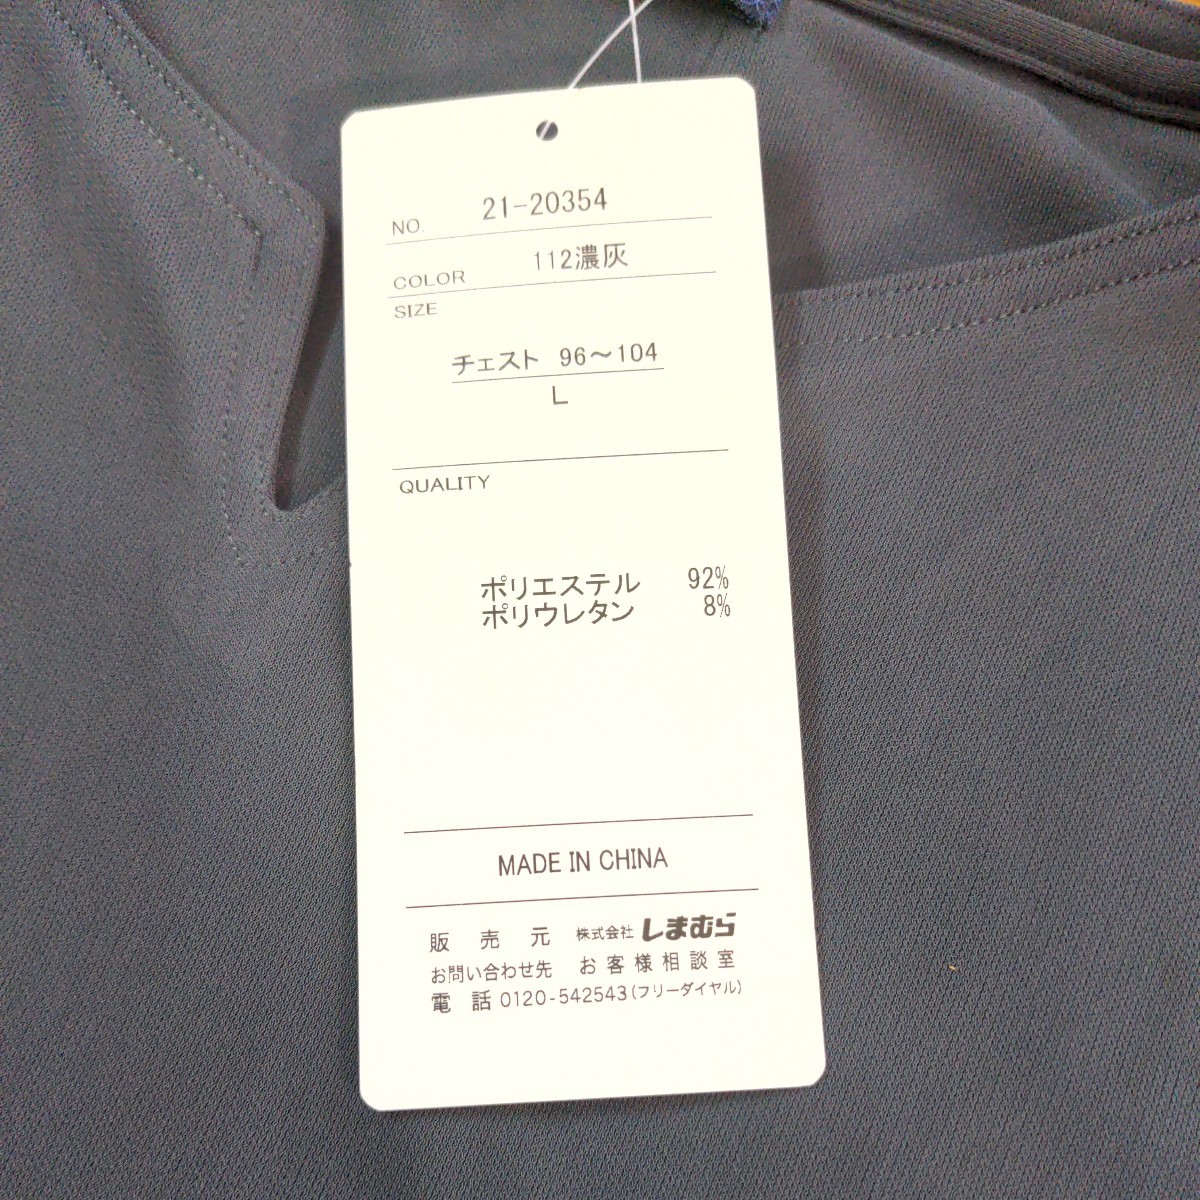 NO. 21-20354
COLOR 112濃灰
SIZE
チェスト 96～104
L
QUALITY
ポリエステル 92%
ポリウレタン 8%
MADE IN CHINA
販売元 株式会社しまむら
お問い合わせ先 お客様相談室
電話 0120-542543(フリーダイヤル)